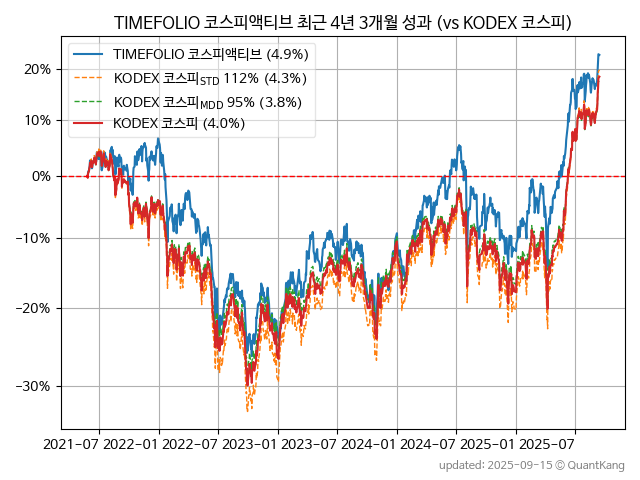 TIMEFOLIO 코스피액티브 최근 4년 3개월 성과 (vs KODEX 코스피)
TIMEFOLIO 코스피액티브 (4.9%)
KODEX 코스피STD 112% (4.3%)
KODEX 코스피MDD 95% (3.8%)
KODEX 코스피 (4.0%)
20%
10%
0%
−10%
−20%
−30%
2021-07 2022-01 2022-07 2023-01 2023-07 2024-01 2024-07 2025-01 2025-07
updated: 2025-09-15 © QuantKang